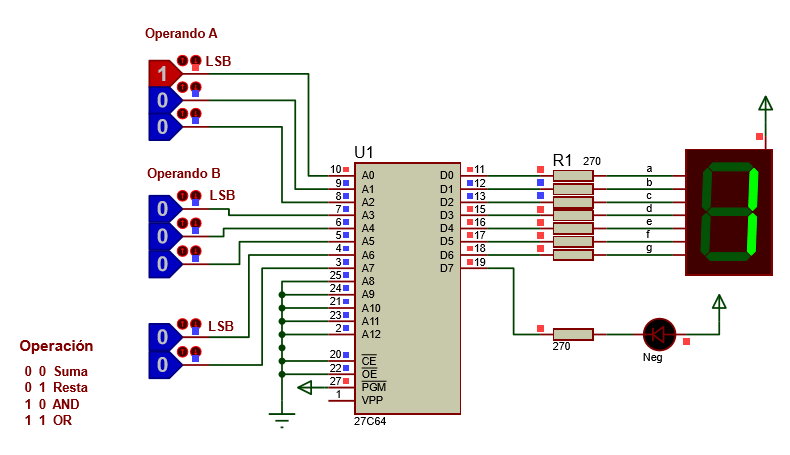 Operando A
1 LSB
0
0
Operando B
0 LSB
0
0
0 LSB
0
Operación
0 0 Suma
0 1 Resta
1 0 AND
1 1 OR
U1
10 A0 D0 11
9 A1 D1 12
8 A2 D2 13
7 A3 D3 15
6 A4 D4 16
5 A5 D5 17
4 A6 D6 18
3 A7 D7 19
25 A8
24 A9
21 A10
23 A11
2 A12
20 CE
22 OE
27 PGM
1 VPP
27C64
R1 270
a
b
c
d
e
f
g
270
Neg